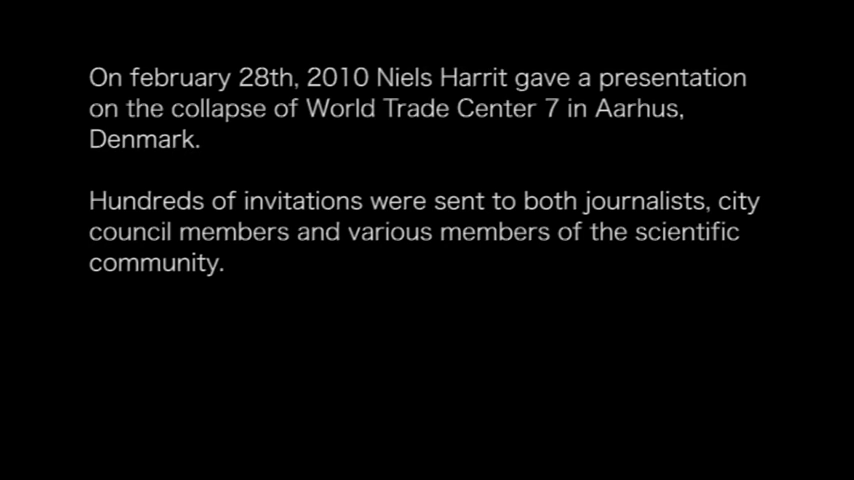 On february 28th, 2010 Niels Harrit gave a presentation
on the collapse of World Trade Center 7 in Aarhus,
Denmark.
Hundreds of invitations were sent to both journalists, city
council members and various members of the scientific
community.